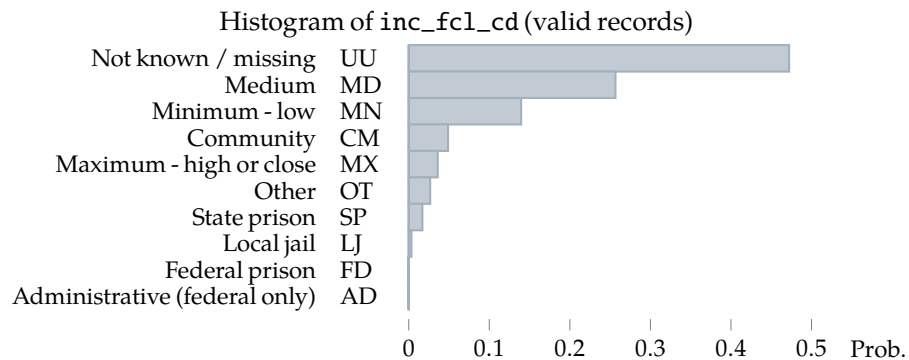 Histogram of inc_fcl_cd (valid records)
Not known / missing UU
Medium MD
Minimum - low MN
Community CM
Maximum - high or close MX
Other OT
State prison SP
Local jail LJ
Federal prison FD
Administrative (federal only) AD
0 0.1 0.2 0.3 0.4 0.5 Prob.